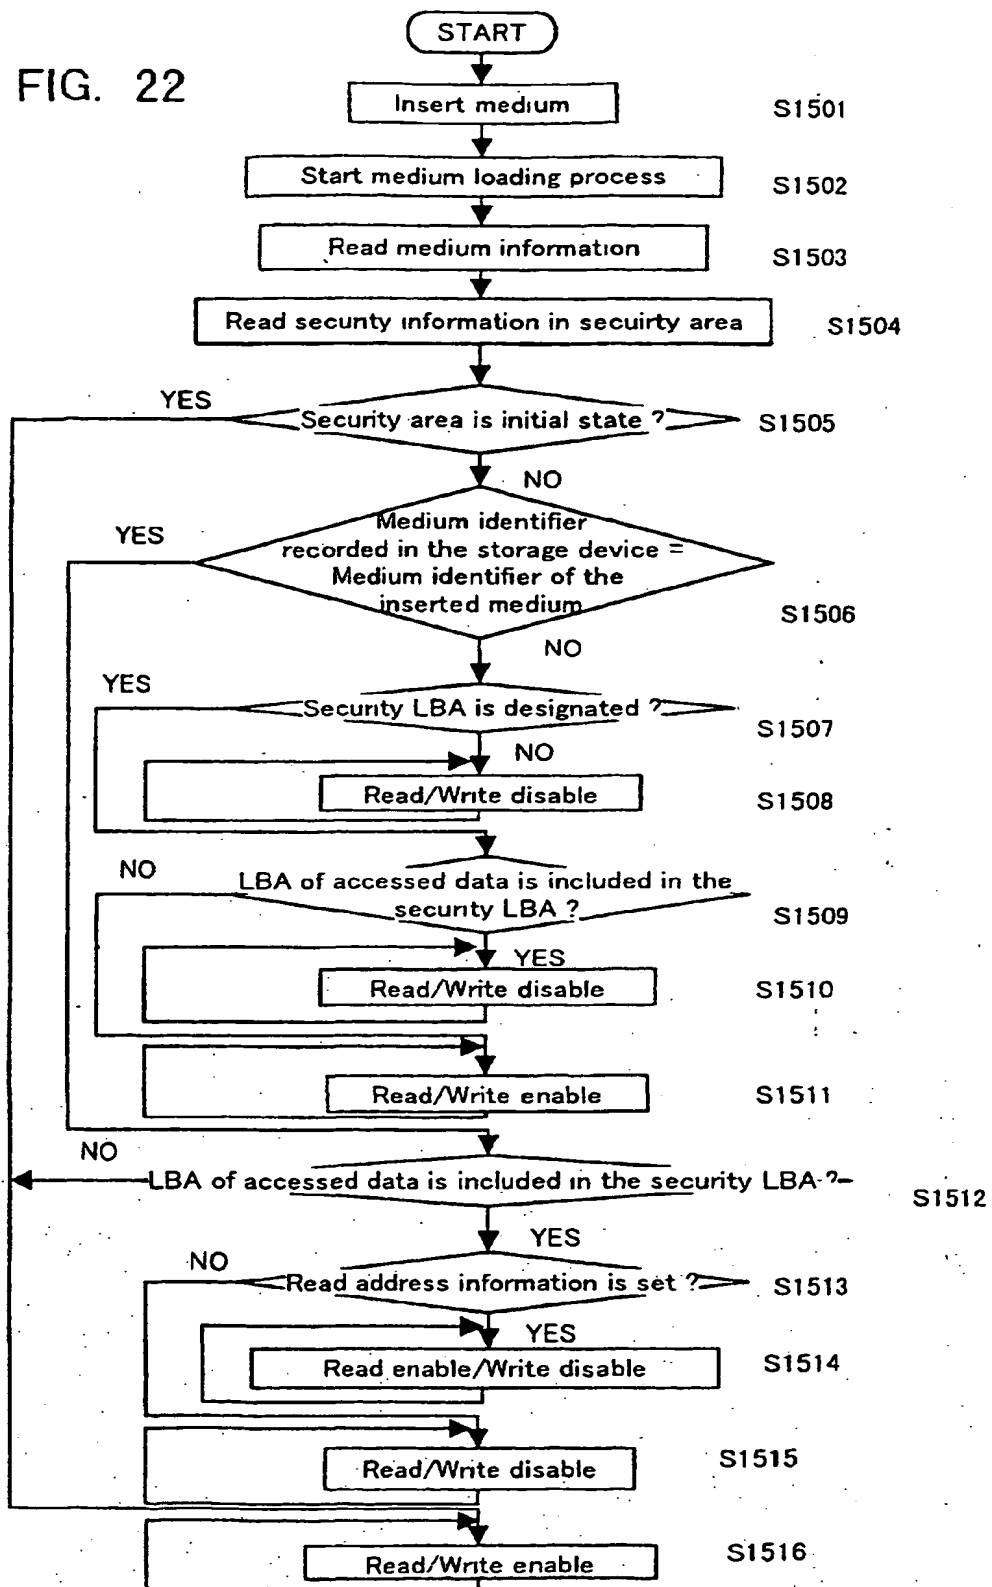 START
FIG. 22
Insert medium
S1501
Start medium loading process
S1502
Read medium information
S1503
Read security information in secuirty area
S1504
YES
Security area is initial state ?
S1505
NO
YES
Medium identifier
recorded in the storage device =
Medium identifier of the
inserted medium
S1506
NO
YES
Security LBA is designated ?
S1507
NO
Read/Write disable
S1508
NO
LBA of accessed data is included in the
security LBA ?
S1509
YES
Read/Write disable
S1510
Read/Write enable
S1511
NO
LBA of accessed data is included in the security LBA ?
S1512
YES
NO
Read address information is set ?
S1513
YES
Read enable/Write disable
S1514
Read/Write disable
S1515
Read/Write enable
S1516